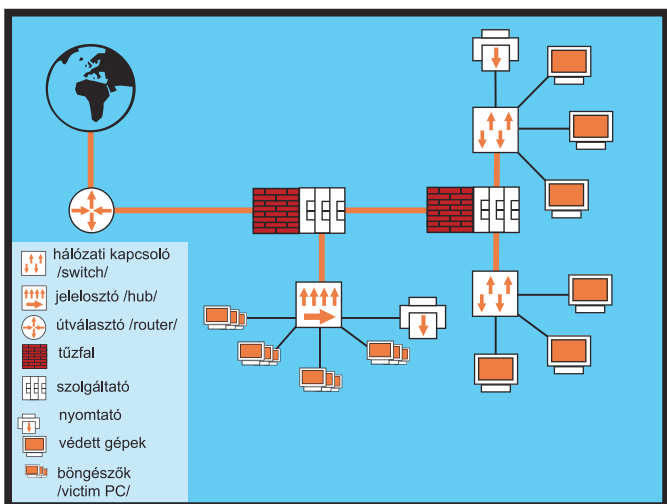 hálózati kapcsoló
/switch/
jelelosztó /hub/
útválasztó /router/
tűzfal
szolgáltató
nyomtató
védett gépek
böngészők
/victim PC/